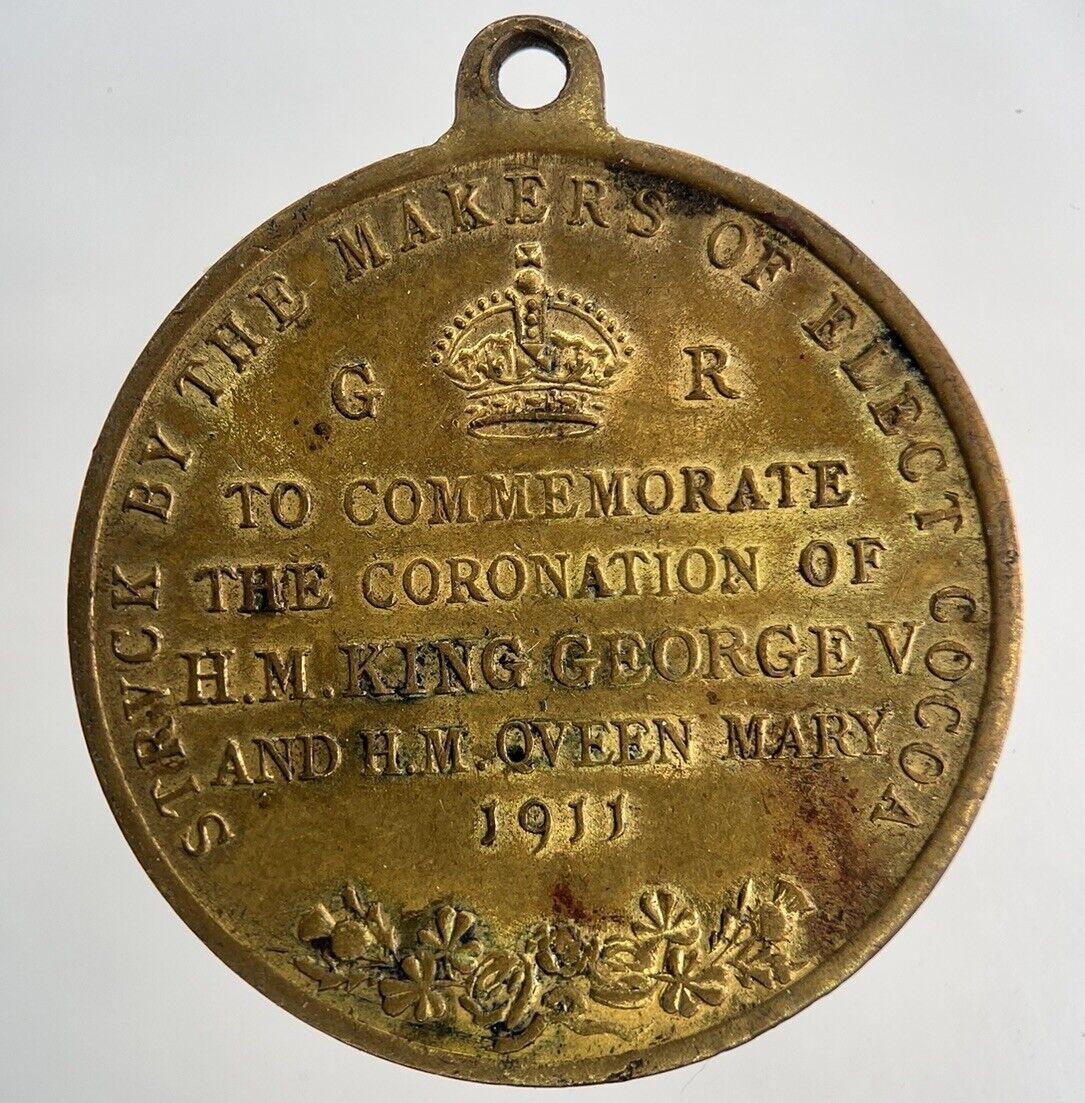 STRVCK BY THE MAKERS OF ELECT COCOA
G R
TO COMMEMORATE
THE CORONATION OF
H.M. KING GEORGE V
AND H.M. QVEEN MARY
1911